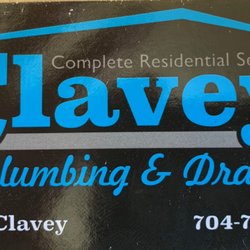 Complete Residential Se
Clavey
lumbing & Dra
Clavey
704-7